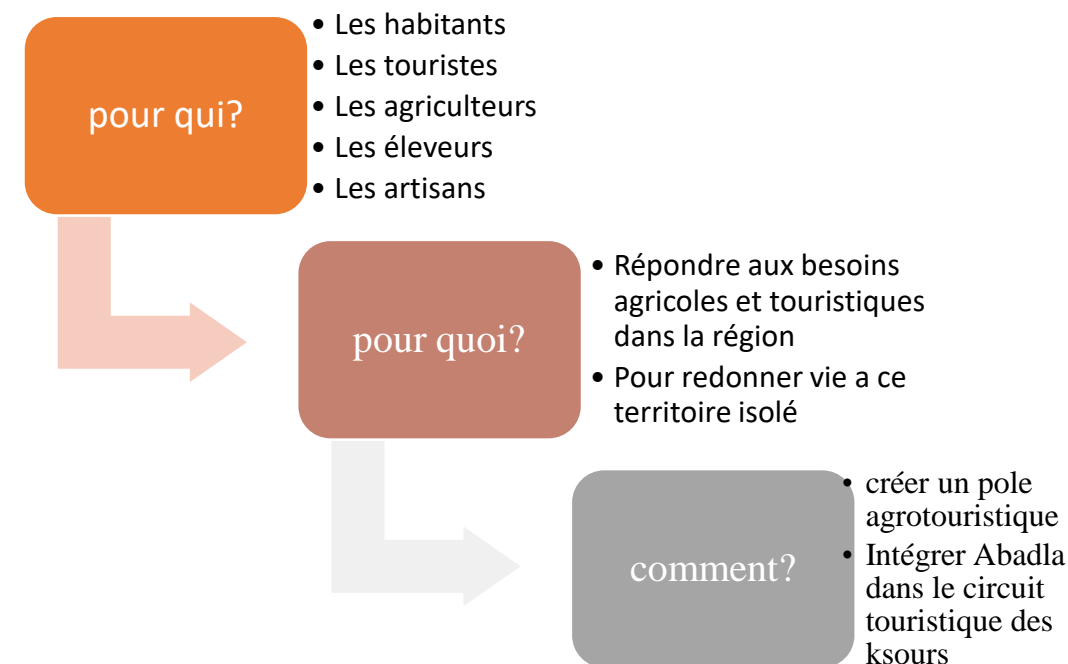 pour qui?
• Les habitants
• Les touristes
• Les agriculteurs
• Les éleveurs
• Les artisans
pour quoi?
• Répondre aux besoins
agricoles et touristiques
dans la région
• Pour redonner vie a ce
territoire isolé
comment?
• créer un pole
agrotouristique
• Intégrer Abadla
dans le circuit
touristique des
ksours